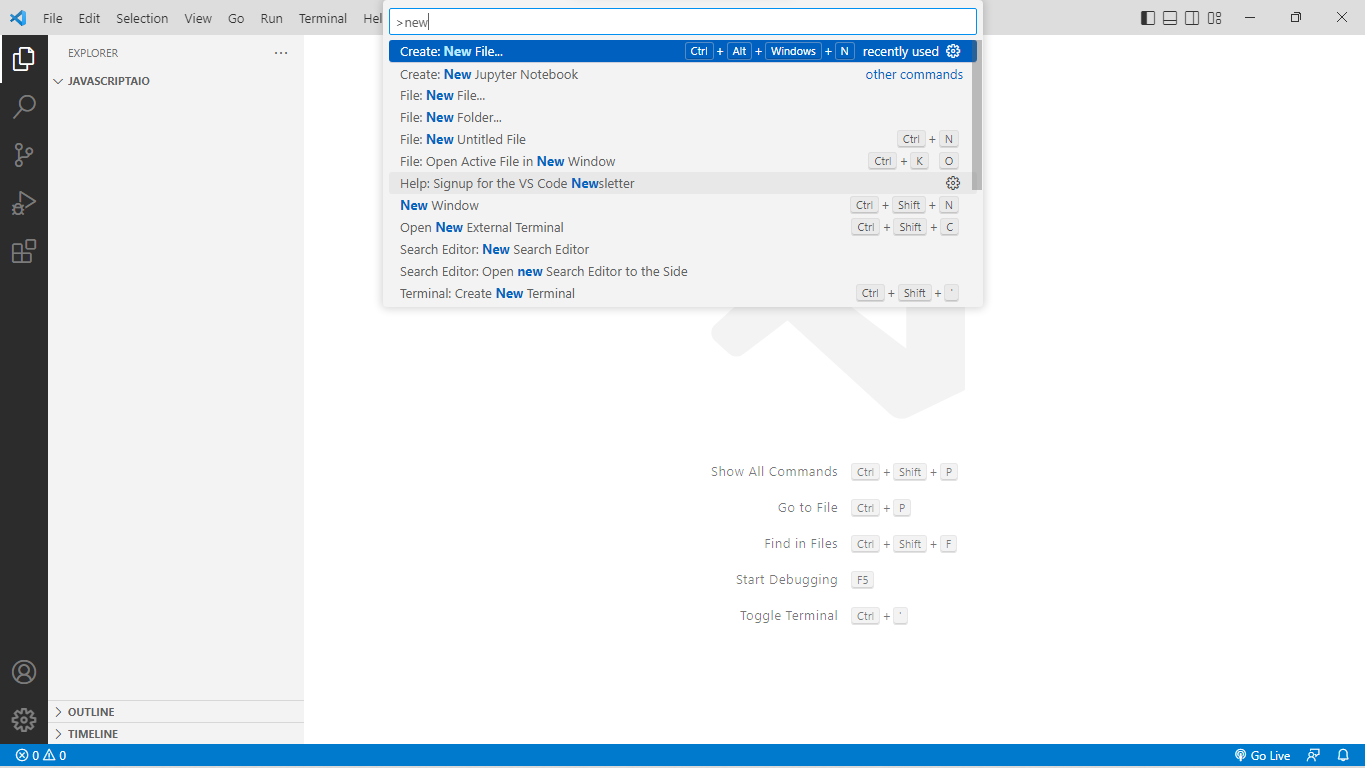 File Edit Selection View Go Run Terminal Hel
>new
EXPLORER
JAVASCRIPTAIO
Create: New File... Ctrl + Alt + Windows + N recently used
Create: New Jupyter Notebook other commands
File: New File...
File: New Folder...
File: New Untitled File Ctrl + N
File: Open Active File in New Window Ctrl + K O
Help: Signup for the VS Code Newsletter
New Window Ctrl + Shift + N
Open New External Terminal Ctrl + Shift + C
Search Editor: New Search Editor
Search Editor: Open new Search Editor to the Side
Terminal: Create New Terminal Ctrl + Shift + '
Show All Commands Ctrl + Shift + P
Go to File Ctrl + P
Find in Files Ctrl + Shift + F
Start Debugging F5
Toggle Terminal Ctrl + '
OUTLINE
TIMELINE
0 0 Go Live